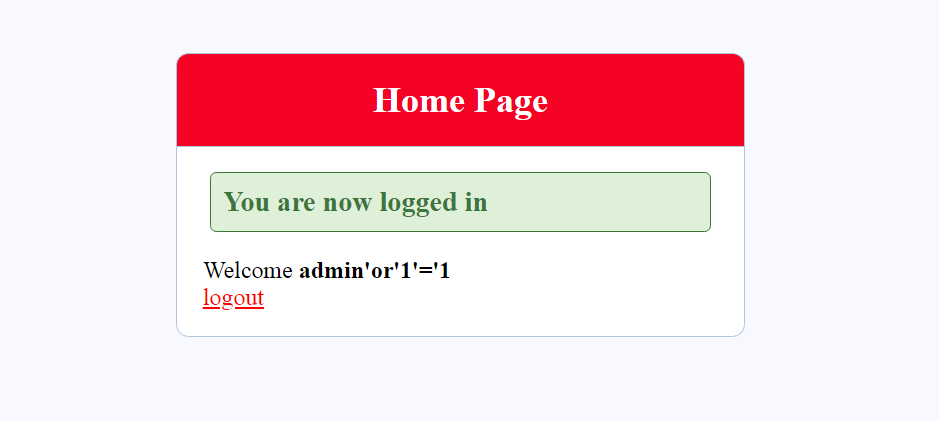 Home Page
You are now logged in
Welcome admin'or'1'='1
logout